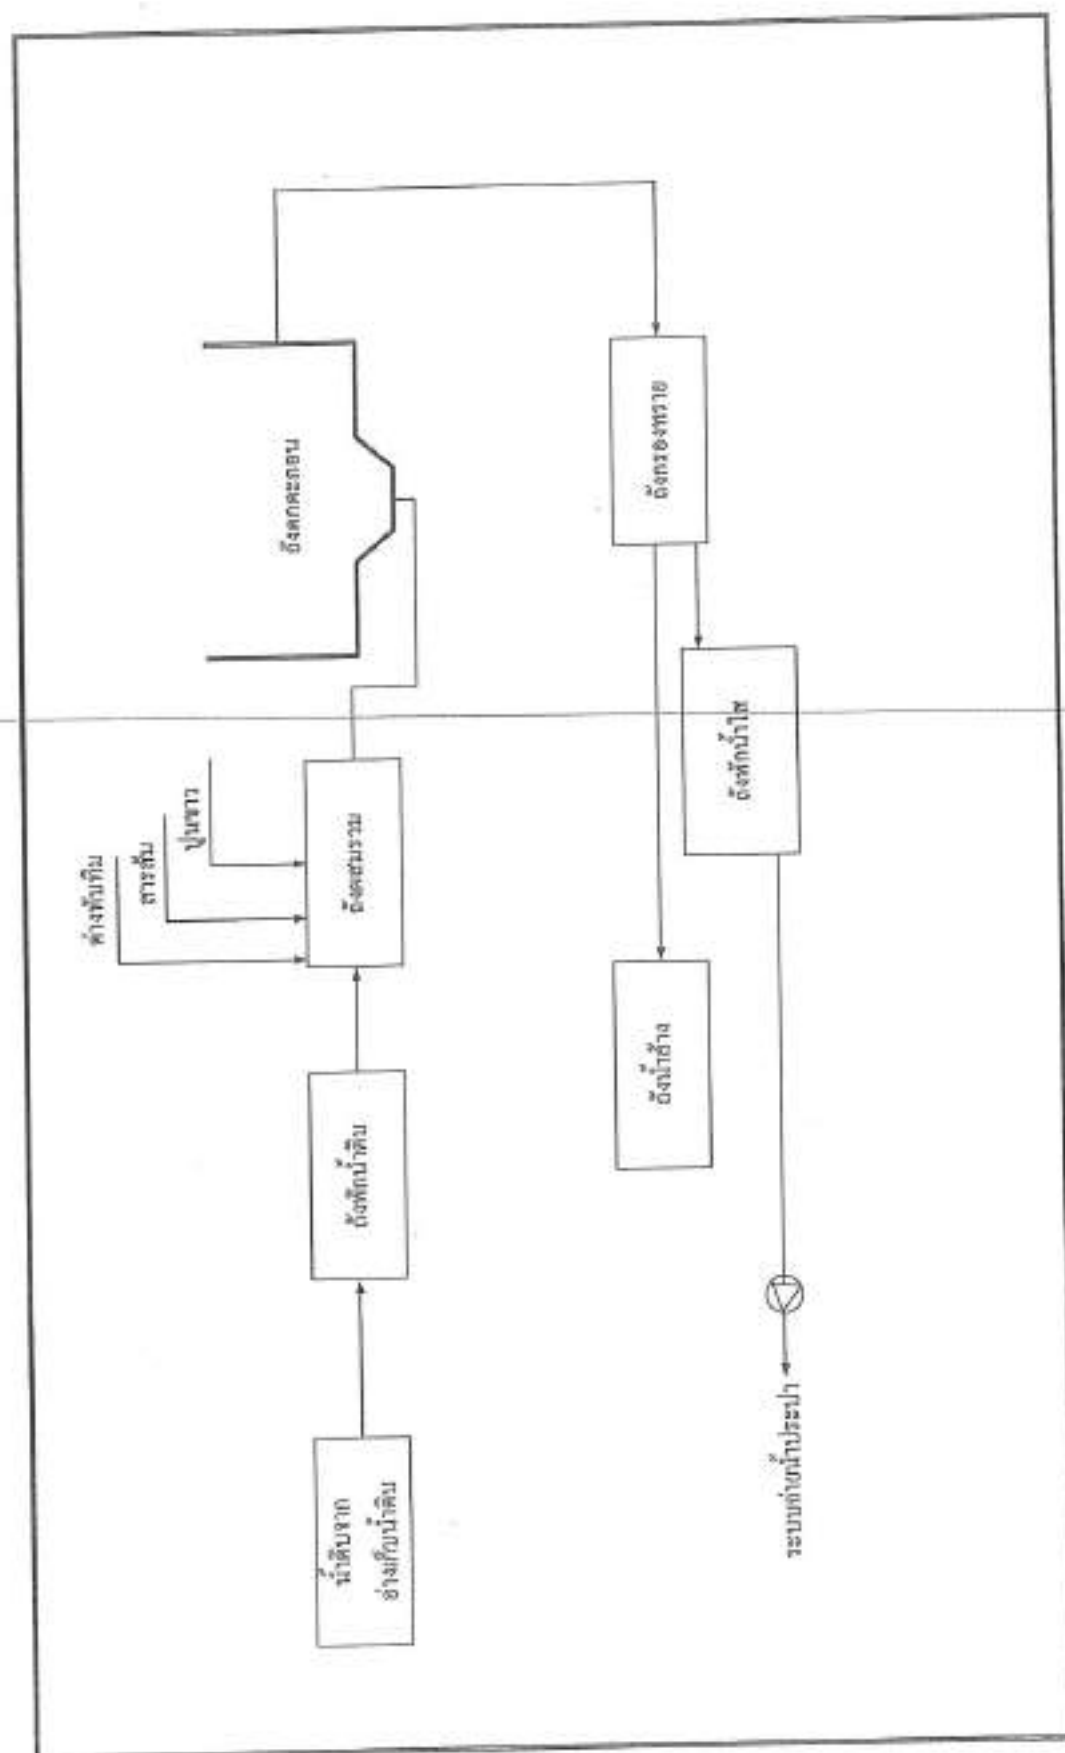 น้ำดิบจาก
อ่างเก็บน้ำดิบ
ถังพักน้ำดิบ
ด่างทับทิม
สารส้ม
ปูนขาว
ถังผสมรวม
ถังตกตะกอน
ถังกรองทราย
ถังพักน้ำใส
ถังน้ำล้าง
ระบบจ่ายน้ำประปา